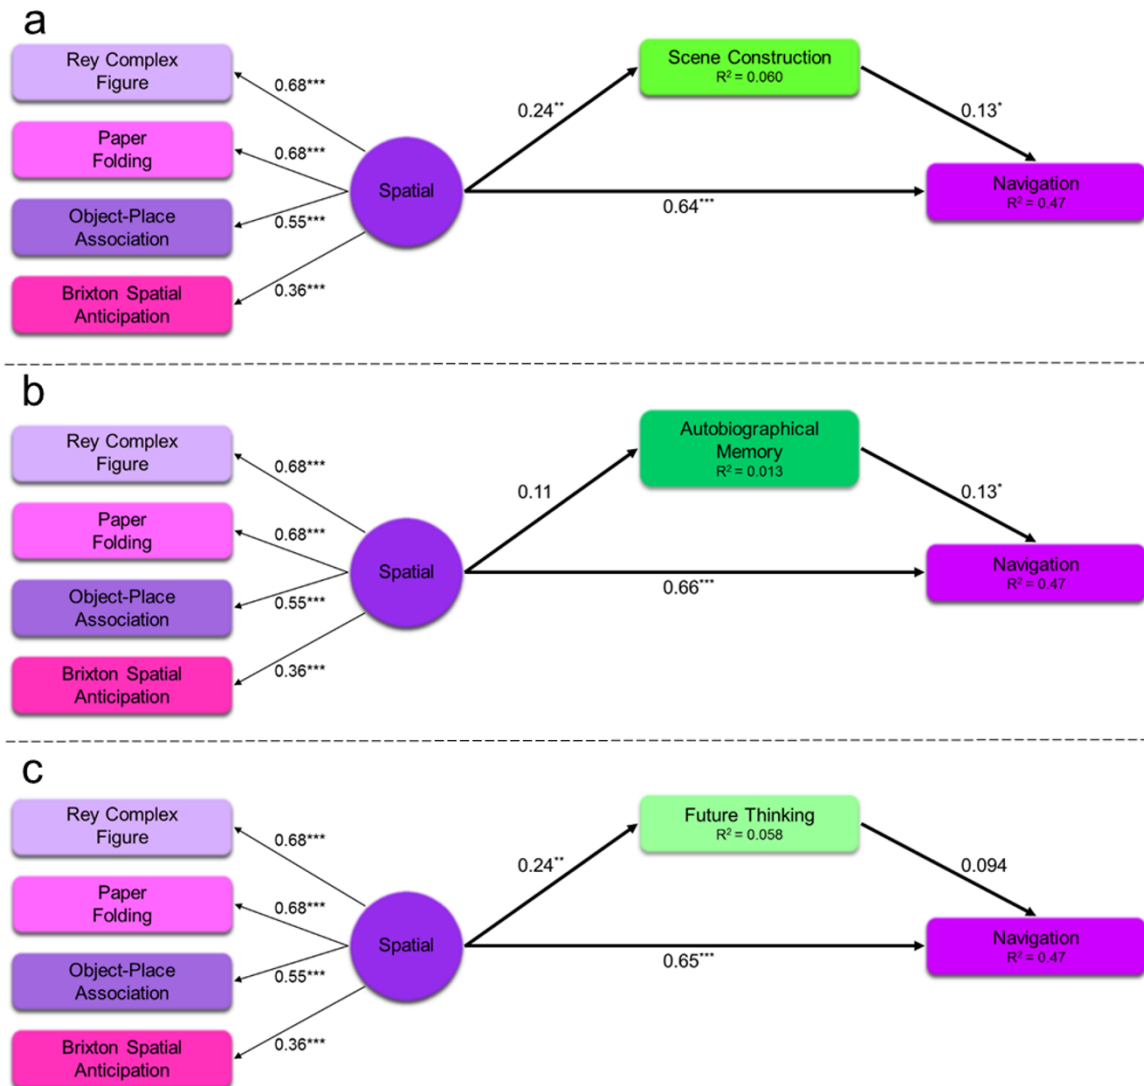 a
Rey Complex
Figure
Paper
Folding
Object-Place
Association
Brixton Spatial
Anticipation
0.68***
0.68***
0.55***
0.36***
Spatial
0.24**
Scene Construction
R² = 0.060
0.13*
0.64***
Navigation
R² = 0.47
b
Rey Complex
Figure
Paper
Folding
Object-Place
Association
Brixton Spatial
Anticipation
0.68***
0.68***
0.55***
0.36***
Spatial
0.11
Autobiographical
Memory
R² = 0.013
0.13*
0.66***
Navigation
R² = 0.47
c
Rey Complex
Figure
Paper
Folding
Object-Place
Association
Brixton Spatial
Anticipation
0.68***
0.68***
0.55***
0.36***
Spatial
0.24**
Future Thinking
R² = 0.058
0.094
0.65***
Navigation
R² = 0.47